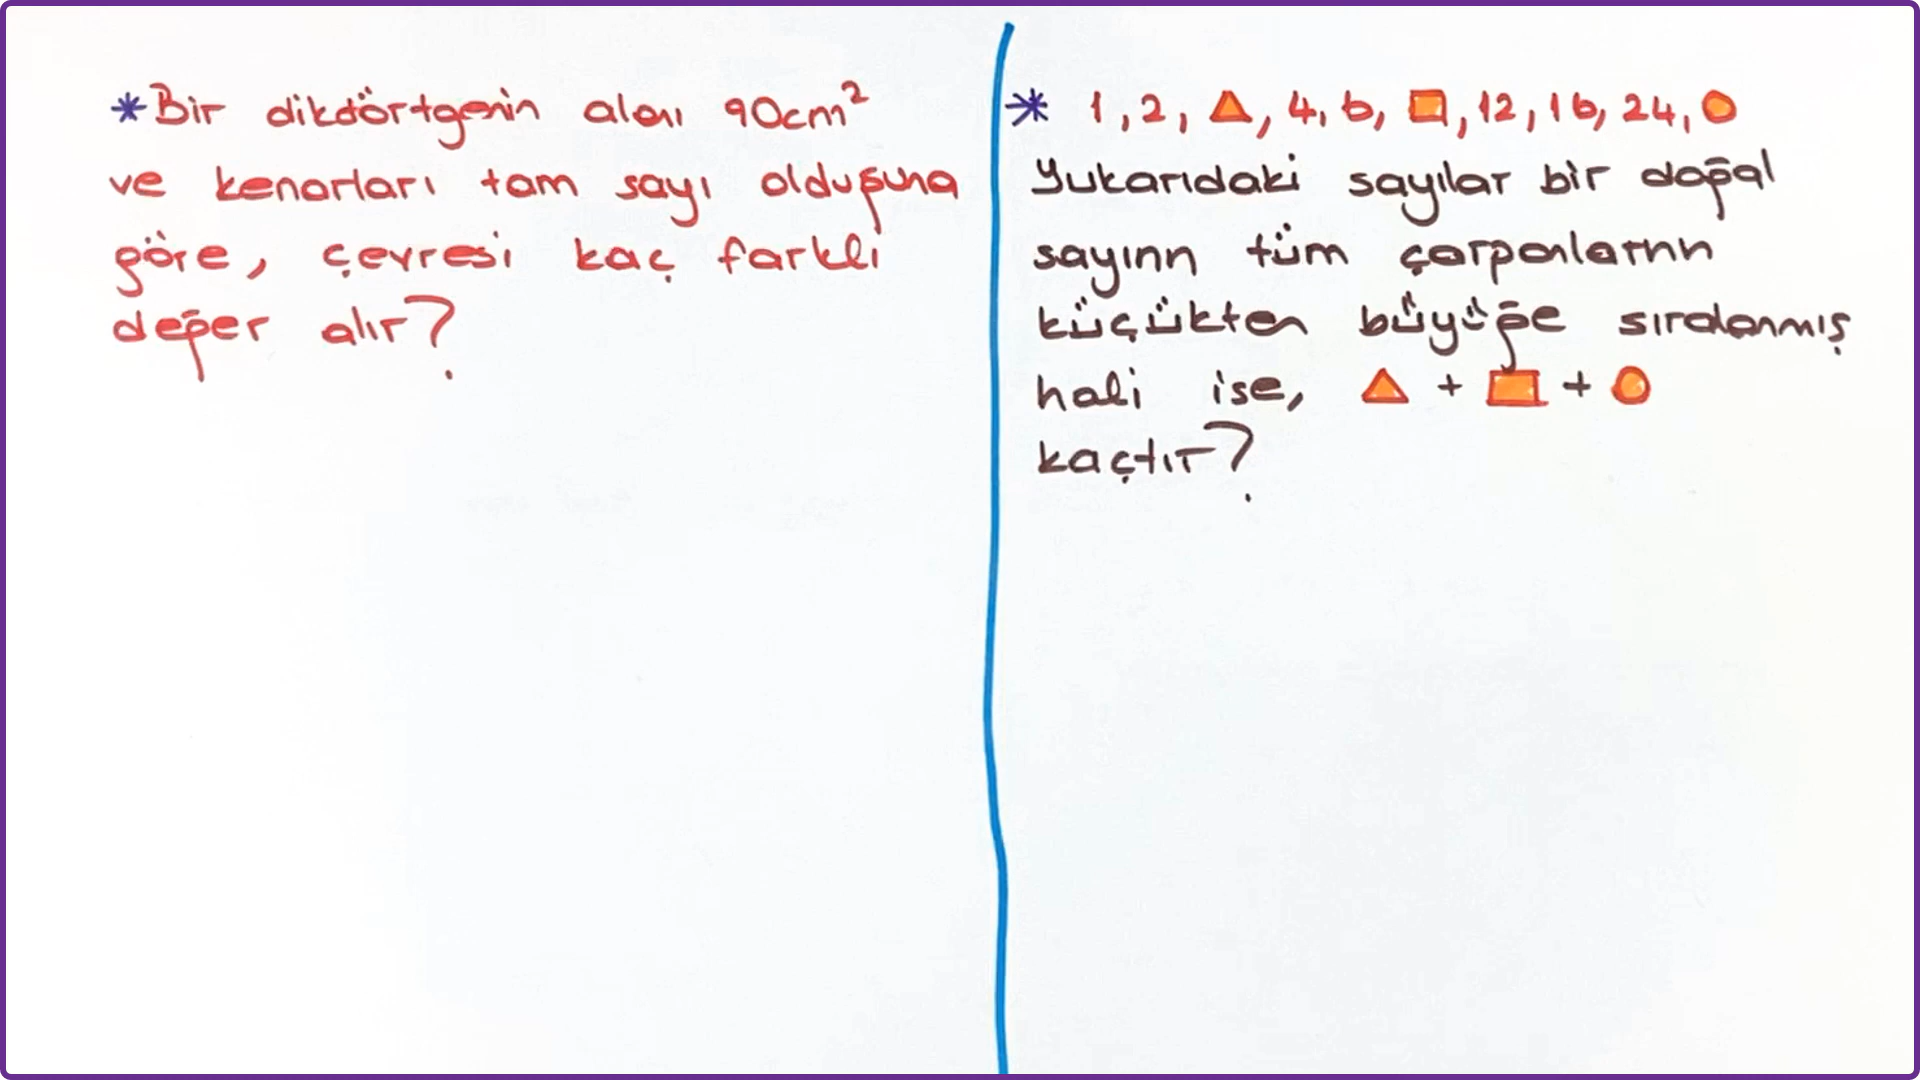 *Bir dikdörtgenin alanı 90cm²
ve kenarları tam sayı olduğuna
göre, çevresi kaç farklı
değer alır?
* 1, 2, △, 4, 6, □, 12, 16, 24, ○
Yukarıdaki sayılar bir doğal
sayının tüm çarpanlarının
küçükten büyüğe sıralanmış
hali ise, △ + □ + ○
kaçtır?